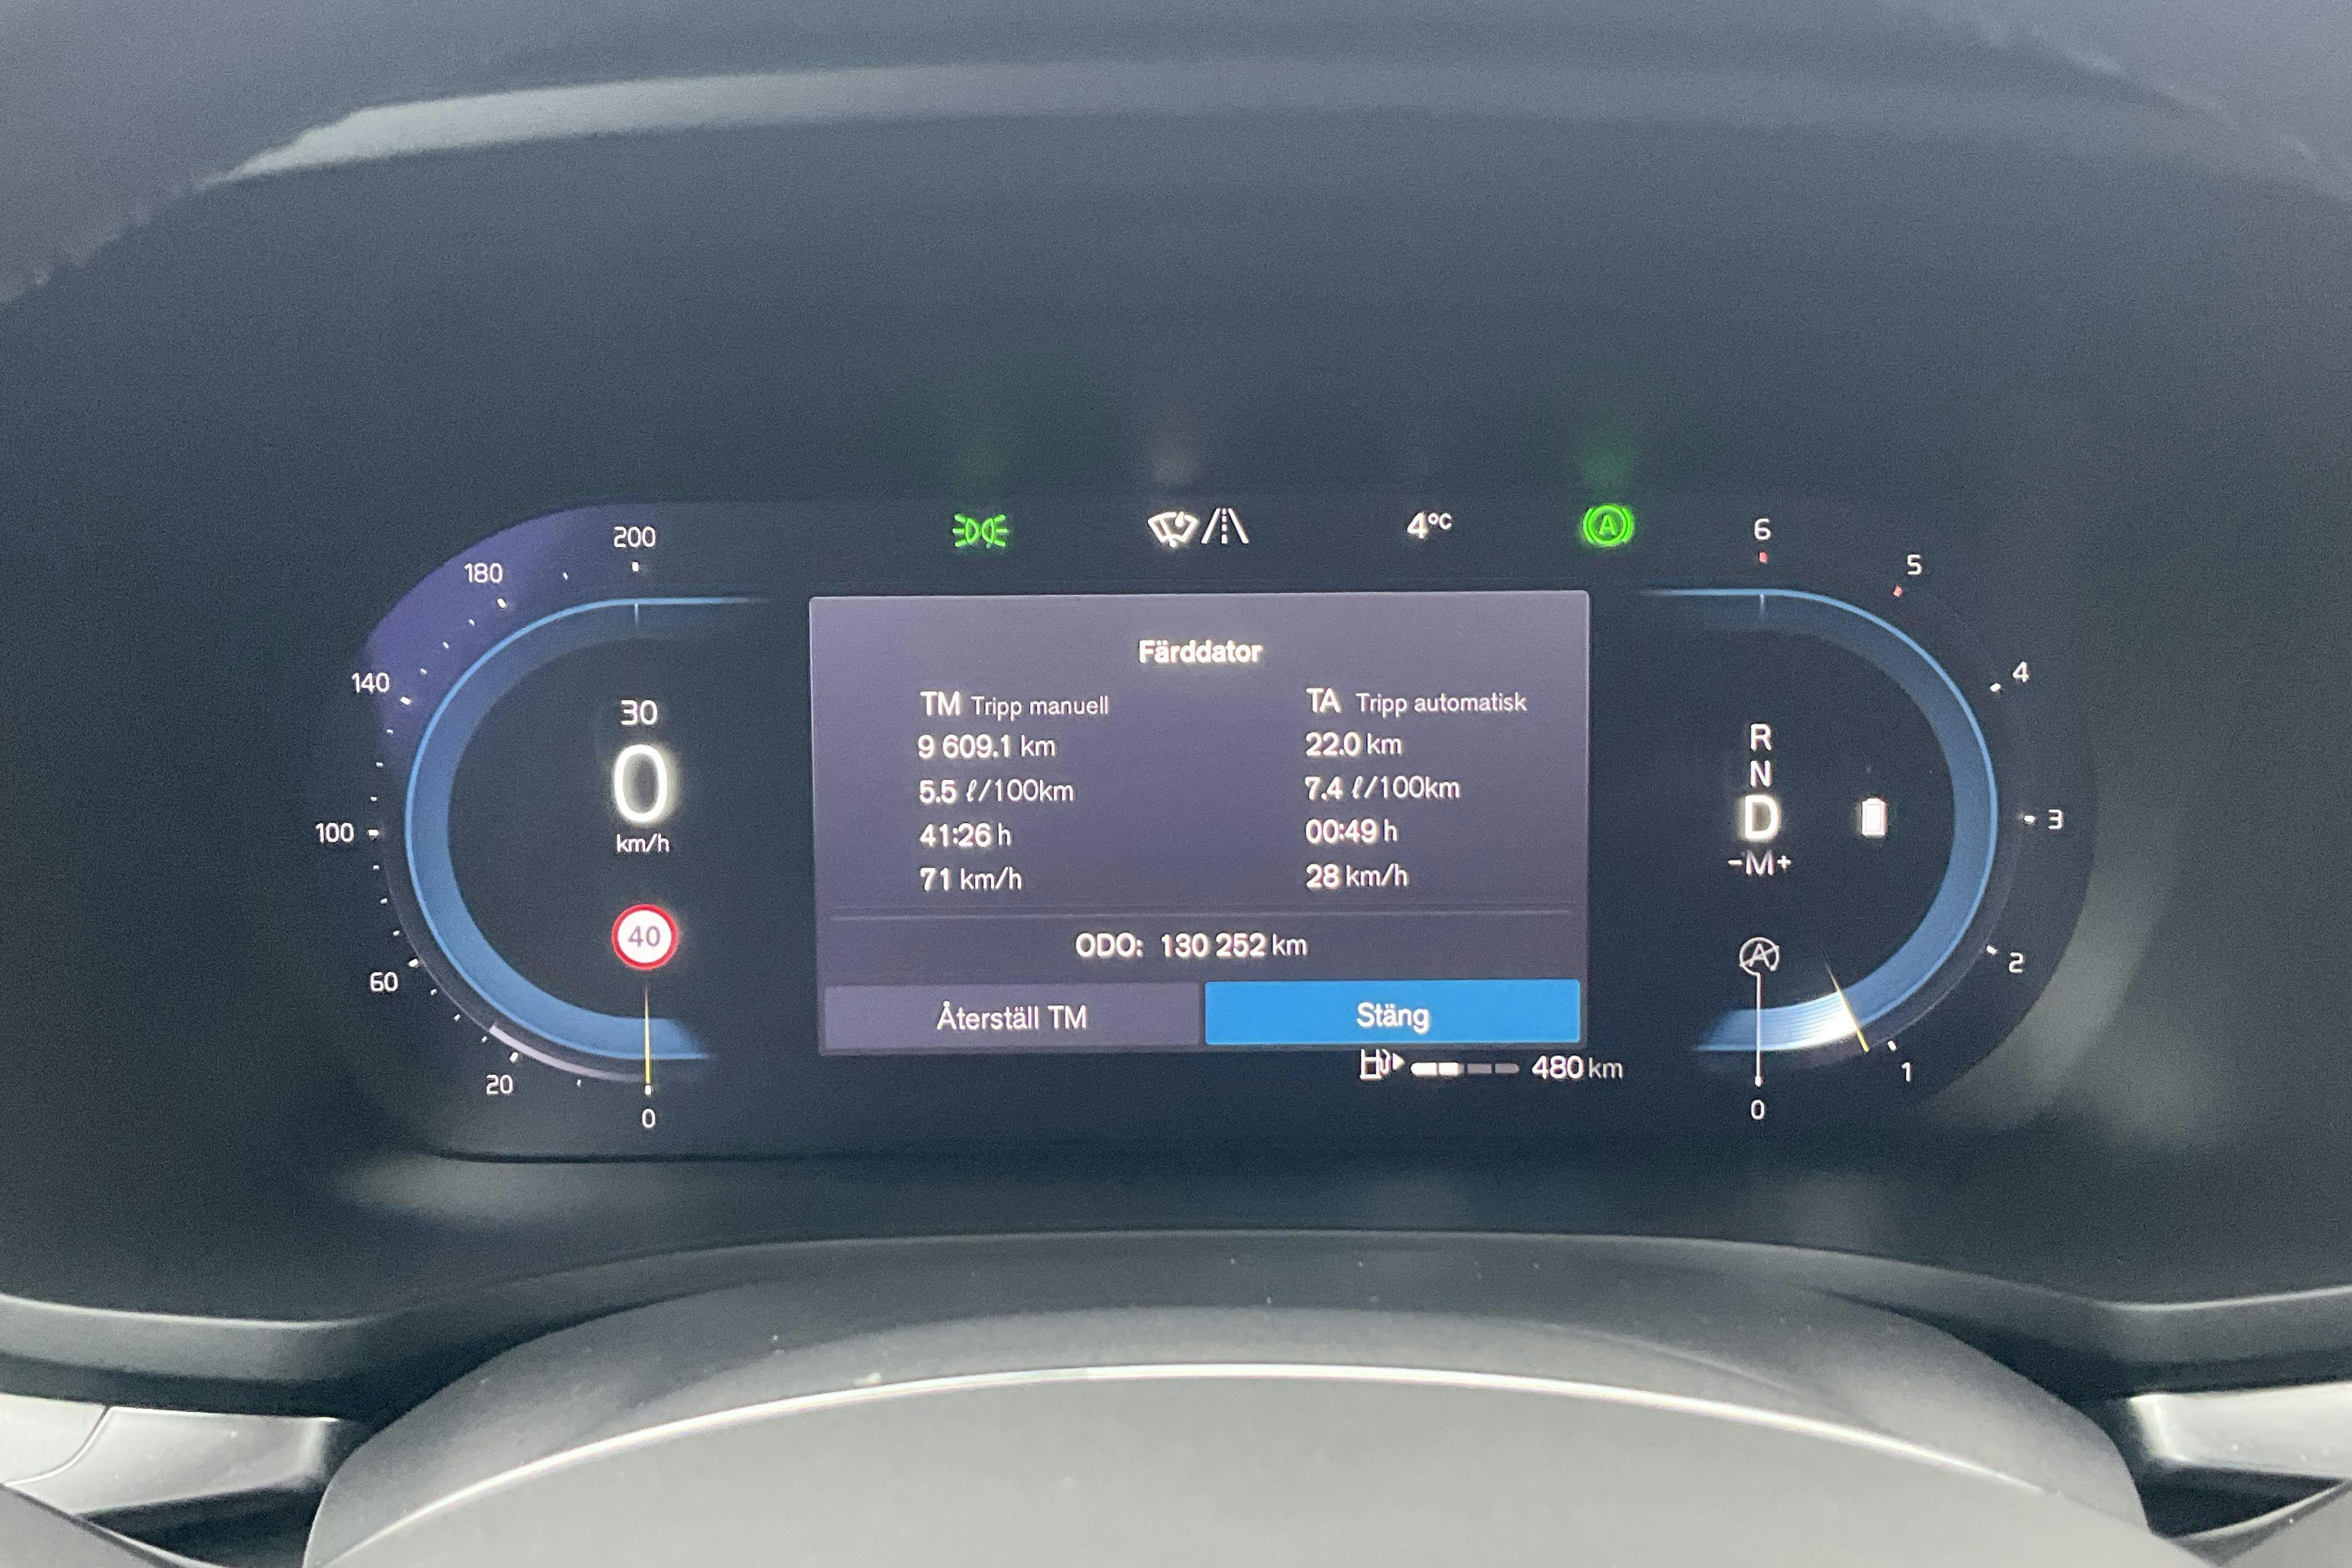 200
4°C
A
6
180
5
Färddator
140
4
TM Tripp manuell
TA Tripp automatisk
30
9 609.1 km
22.0 km
R
0
5.5 ℓ/100km
7.4 ℓ/100km
N
100
41:26 h
00:49 h
D
3
km/h
71 km/h
28 km/h
-M+
40
ODO: 130 252 km
A
60
2
Återställ TM
Stäng
20
480 km
1
0
0